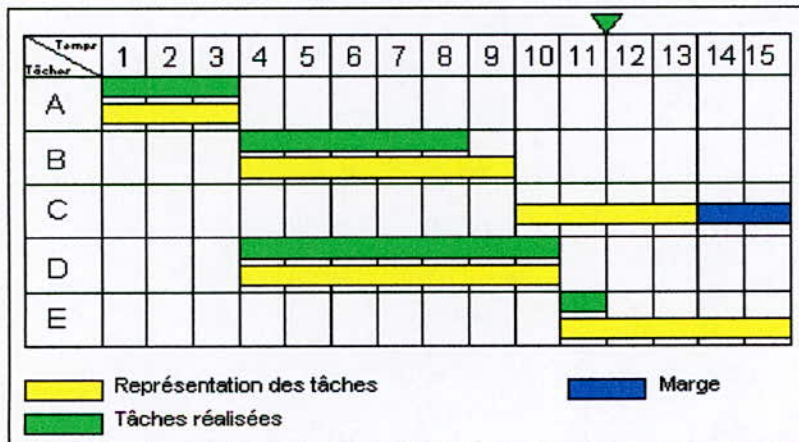 Temps
Tâches
1 2 3 4 5 6 7 8 9 10 11 12 13 14 15
A
B
C
D
E
Représentation des tâches
Marge
Tâches réalisées